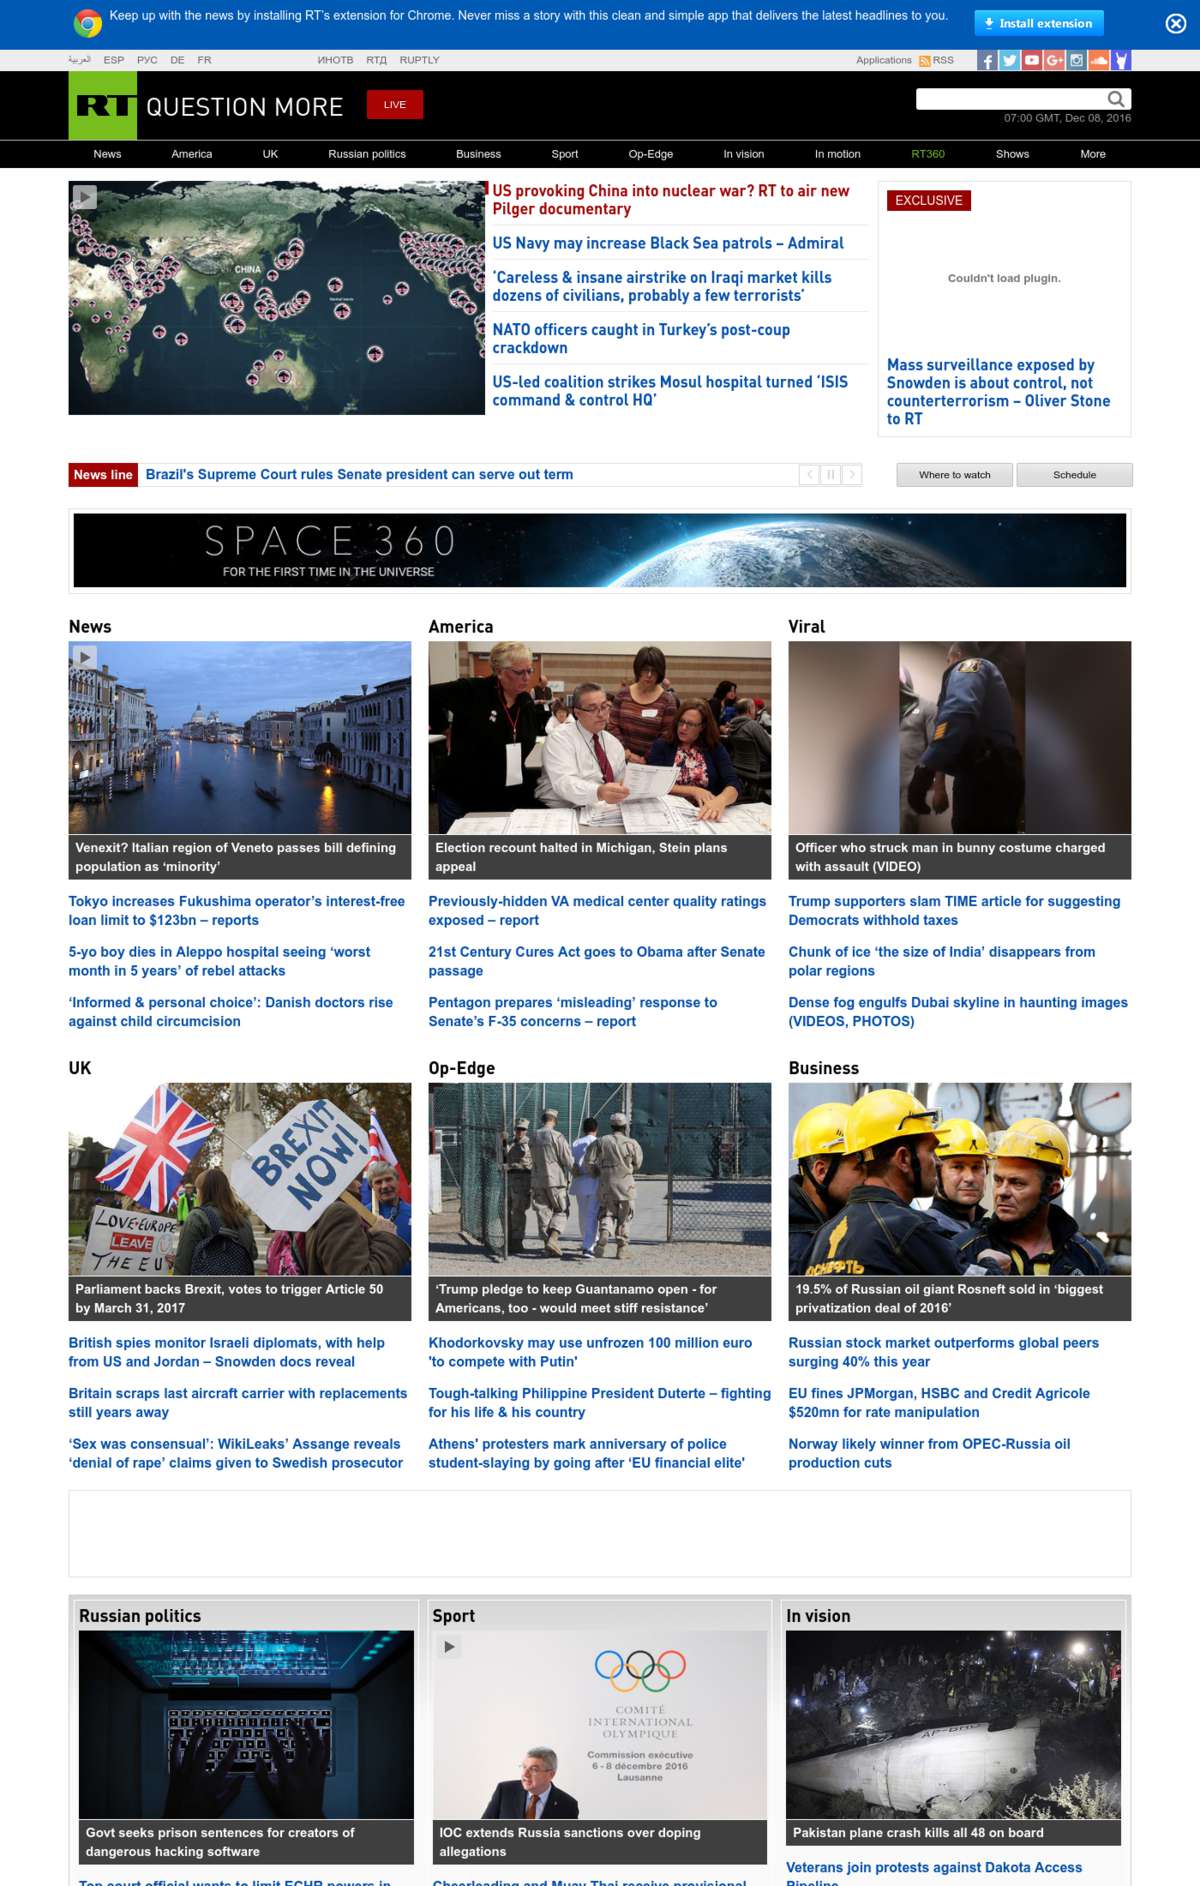 Keep up with the news by installing RT's extension for Chrome. Never miss a story with this clean and simple app that delivers the latest headlines to you.
Install extension
العربية ESP РУС DE FR
ИНОТВ RTД RUPTLY
Applications RSS
RT QUESTION MORE
LIVE
07:00 GMT, Dec 08, 2016
News America UK Russian politics Business Sport Op-Edge In vision In motion RT360 Shows More
CHINA
US provoking China into nuclear war? RT to air new
Pilger documentary
US Navy may increase Black Sea patrols – Admiral
'Careless & insane airstrike on Iraqi market kills
dozens of civilians, probably a few terrorists'
NATO officers caught in Turkey's post-coup
crackdown
US-led coalition strikes Mosul hospital turned 'ISIS
command & control HQ'
EXCLUSIVE
Couldn't load plugin.
Mass surveillance exposed by
Snowden is about control, not
counterterrorism – Oliver Stone
to RT
News line
Brazil's Supreme Court rules Senate president can serve out term
Where to watch
Schedule
SPACE 360
FOR THE FIRST TIME IN THE UNIVERSE
News
Venexit? Italian region of Veneto passes bill defining
population as ‘minority’
Tokyo increases Fukushima operator’s interest-free
loan limit to $123bn – reports
5-yo boy dies in Aleppo hospital seeing ‘worst
month in 5 years’ of rebel attacks
‘Informed & personal choice’: Danish doctors rise
against child circumcision
America
Election recount halted in Michigan, Stein plans
appeal
Previously-hidden VA medical center quality ratings
exposed – report
21st Century Cures Act goes to Obama after Senate
passage
Pentagon prepares ‘misleading’ response to
Senate’s F-35 concerns – report
Viral
Officer who struck man in bunny costume charged
with assault (VIDEO)
Trump supporters slam TIME article for suggesting
Democrats withhold taxes
Chunk of ice ‘the size of India’ disappears from
polar regions
Dense fog engulfs Dubai skyline in haunting images
(VIDEOS, PHOTOS)
UK
BREXIT
NOW!
LOVE EUROPE
LEAVE
THE EU
Parliament backs Brexit, votes to trigger Article 50
by March 31, 2017
British spies monitor Israeli diplomats, with help
from US and Jordan – Snowden docs reveal
Britain scraps last aircraft carrier with replacements
still years away
‘Sex was consensual’: WikiLeaks’ Assange reveals
‘denial of rape’ claims given to Swedish prosecutor
Op-Edge
‘Trump pledge to keep Guantanamo open - for
Americans, too - would meet stiff resistance’
Khodorkovsky may use unfrozen 100 million euro
'to compete with Putin'
Tough-talking Philippine President Duterte – fighting
for his life & his country
Athens' protesters mark anniversary of police
student-slaying by going after ‘EU financial elite’
Business
19.5% of Russian oil giant Rosneft sold in ‘biggest
privatization deal of 2016’
Russian stock market outperforms global peers
surging 40% this year
EU fines JPMorgan, HSBC and Credit Agricole
$520mn for rate manipulation
Norway likely winner from OPEC-Russia oil
production cuts
Russian politics
Govt seeks prison sentences for creators of
dangerous hacking software
Top court official wants to limit ECHR powers in
Sport
COMITÉ
INTERNATIONAL
OLYMPIQUE
Commission exécutive
6 - 8 décembre 2016
Lausanne
IOC extends Russia sanctions over doping
allegations
Cheerleading and Muay Thai receive provisional
In vision
Pakistan plane crash kills all 48 on board
Veterans join protests against Dakota Access
Pipeline